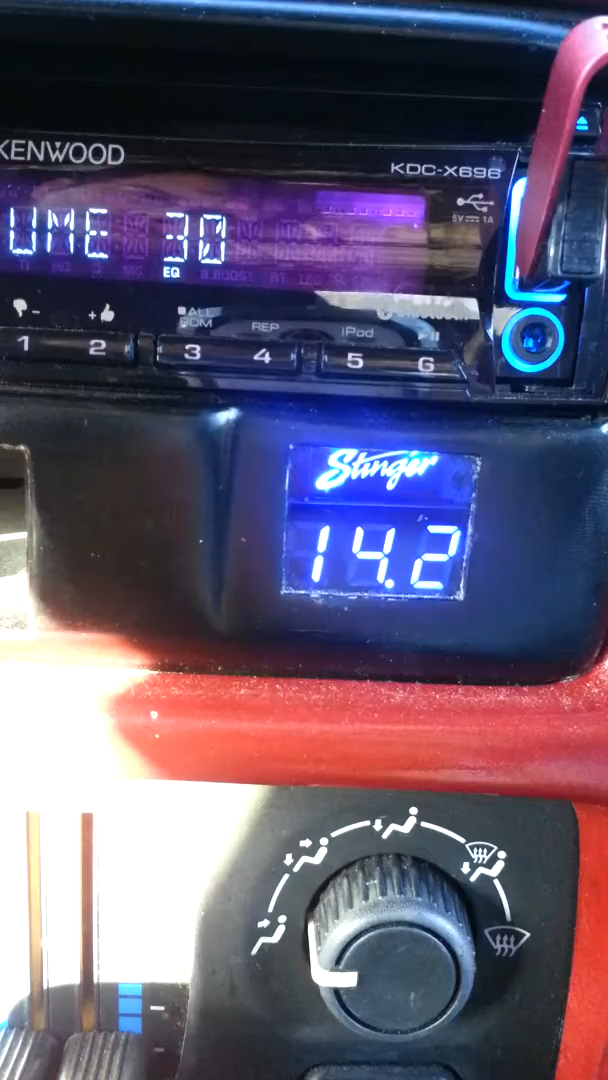 KENWOOD
KDC-X696
5V 1A
UME 30
EQ
ALL
RDM
REP
iPod
1 2 3 4 5 6
Stinger
14.2